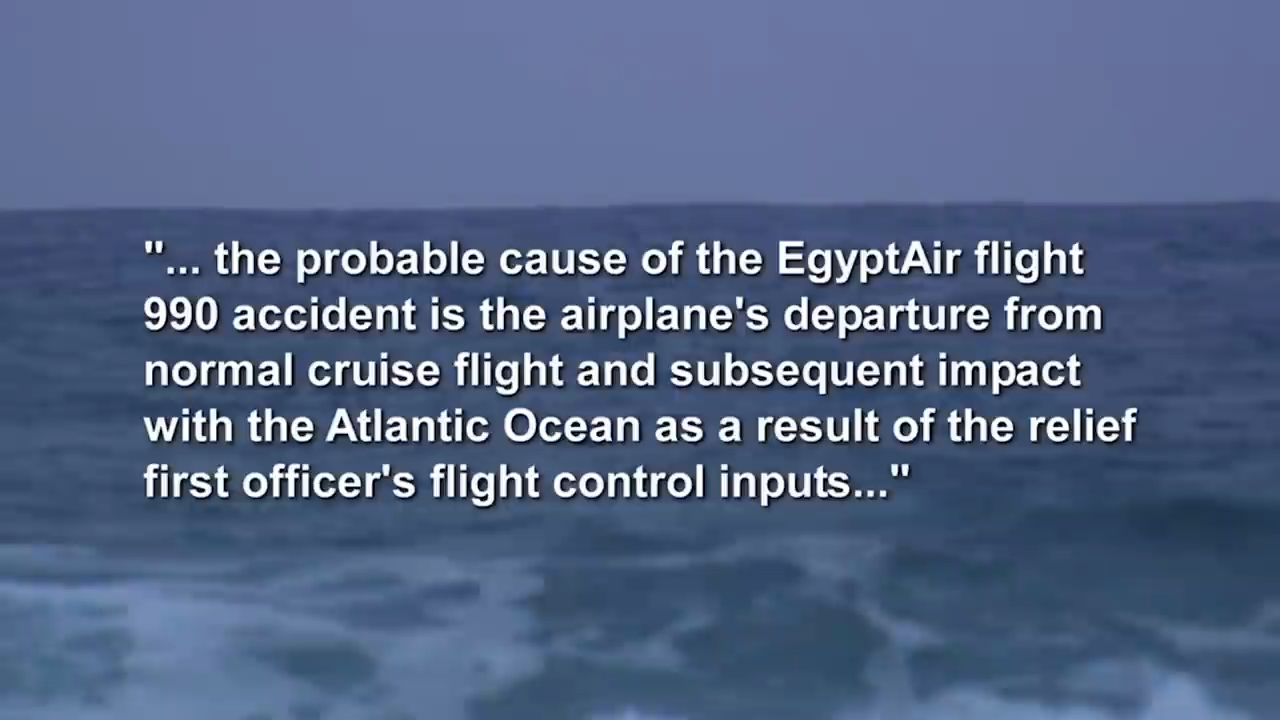 "... the probable cause of the EgyptAir flight
990 accident is the airplane's departure from
normal cruise flight and subsequent impact
with the Atlantic Ocean as a result of the relief
first officer's flight control inputs..."